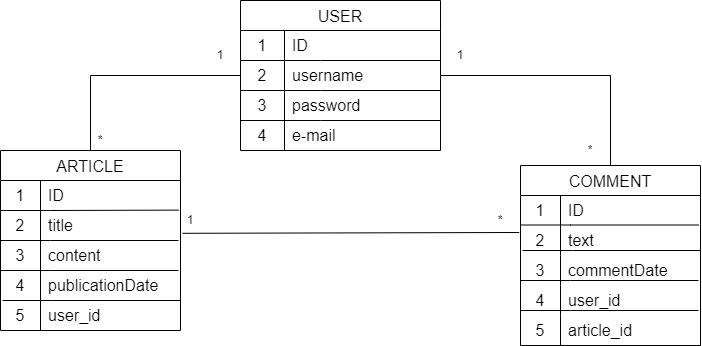 USER
1 ID
2 username
3 password
4 e-mail
1
1
*
*
ARTICLE
1 ID
2 title
3 content
4 publicationDate
5 user_id
1
*
COMMENT
1 ID
2 text
3 commentDate
4 user_id
5 article_id